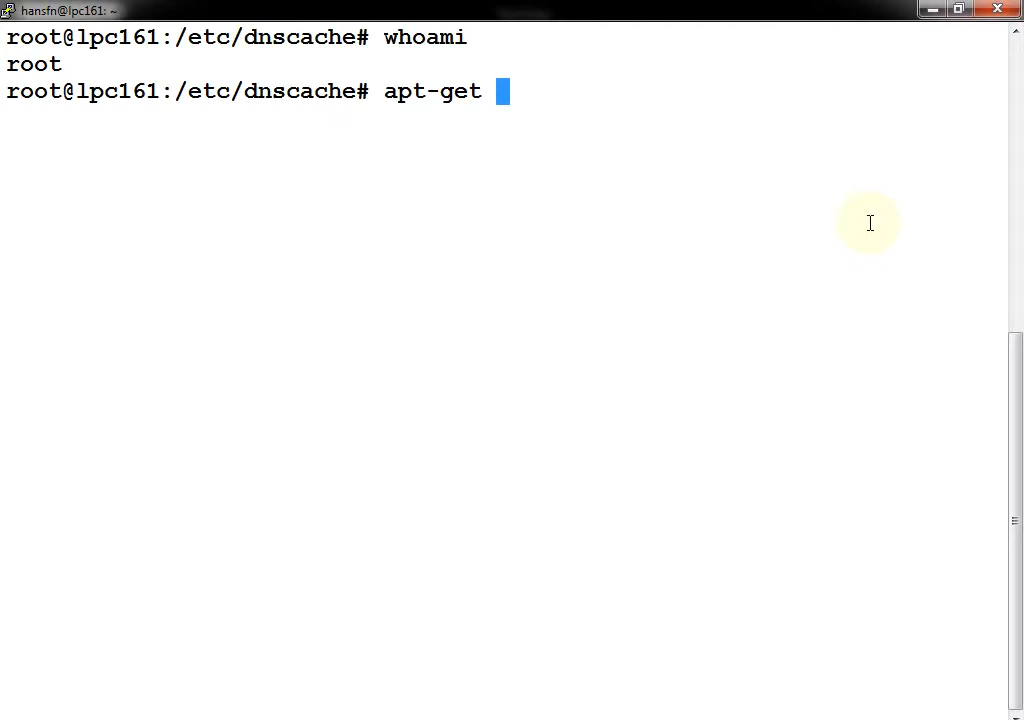 hansfn@lpc161: ~
root@lpc161:/etc/dnscache# whoami
root
root@lpc161:/etc/dnscache# apt-get